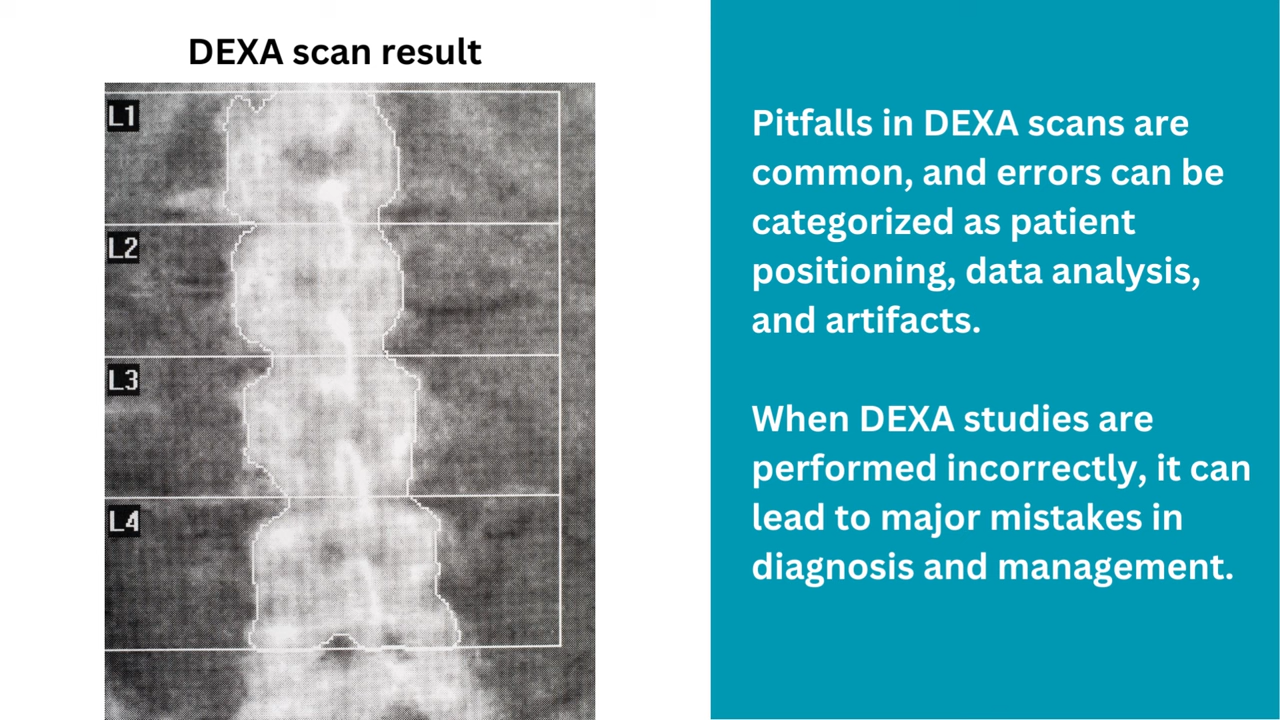 DEXA scan result
L1
L2
L3
L4
Pitfalls in DEXA scans are
common, and errors can be
categorized as patient
positioning, data analysis,
and artifacts.
When DEXA studies are
performed incorrectly, it can
lead to major mistakes in
diagnosis and management.